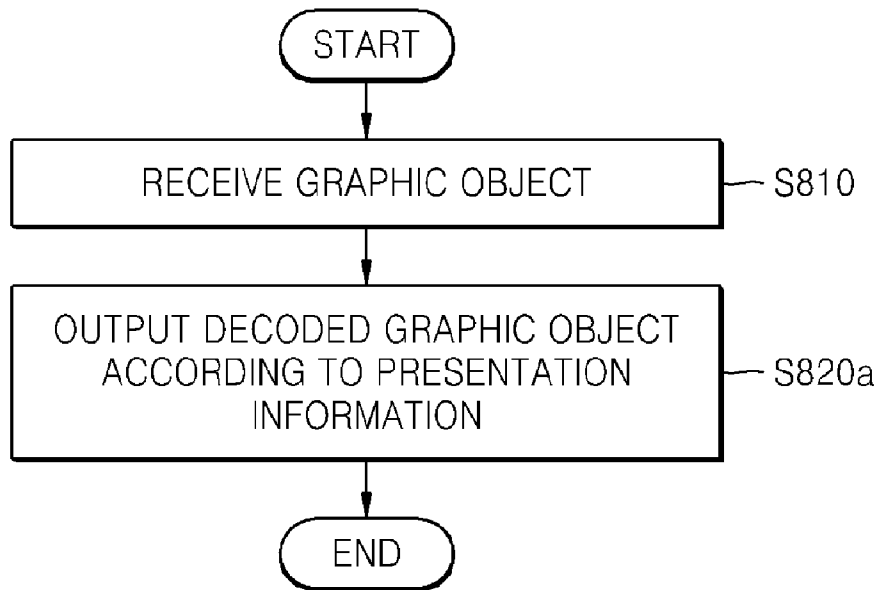 START
RECEIVE GRAPHIC OBJECT
S810
OUTPUT DECODED GRAPHIC OBJECT
ACCORDING TO PRESENTATION
INFORMATION
S820a
END